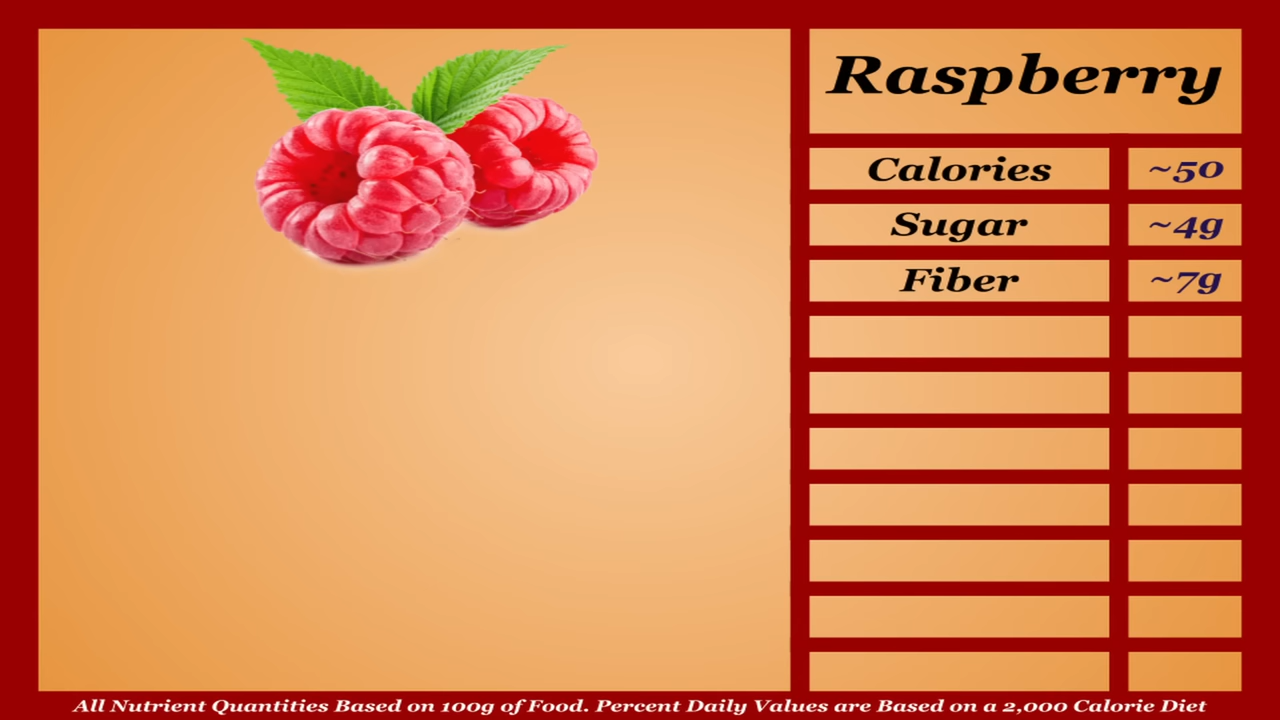 Raspberry
Calories ~50
Sugar ~4g
Fiber ~7g
All Nutrient Quantities Based on 100g of Food. Percent Daily Values are Based on a 2,000 Calorie Diet